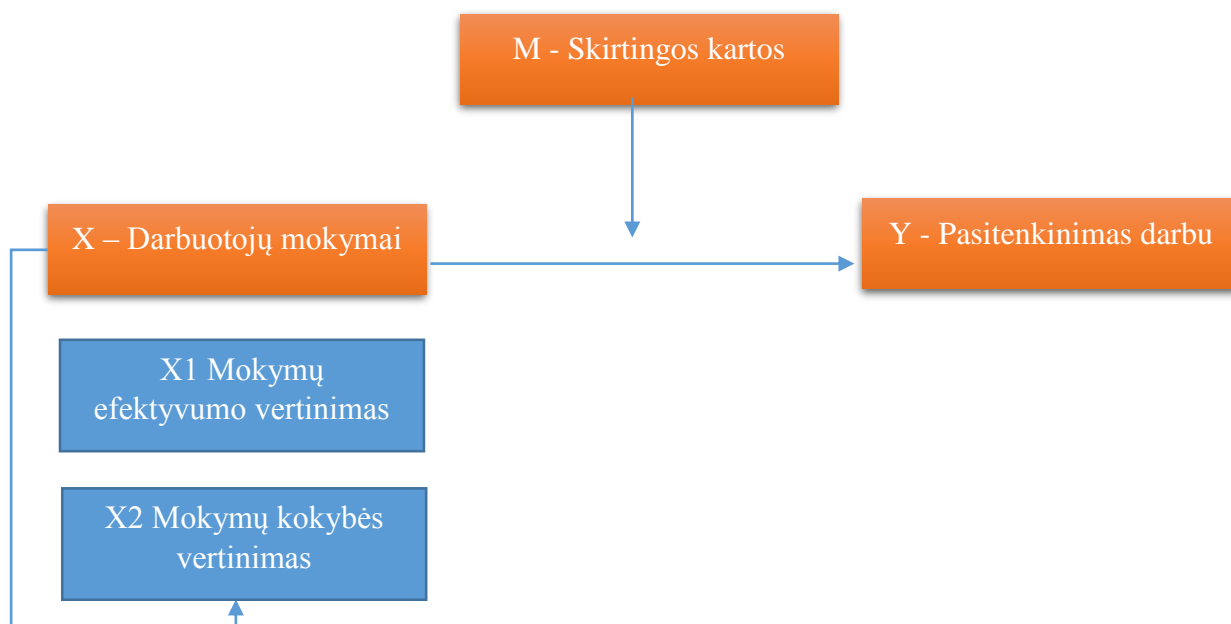 M - Skirtingos kartos
X – Darbuotojų mokymai
Y - Pasitenkinimas darbu
X1 Mokymų
efektyvumo vertinimas
X2 Mokymų kokybės
vertinimas